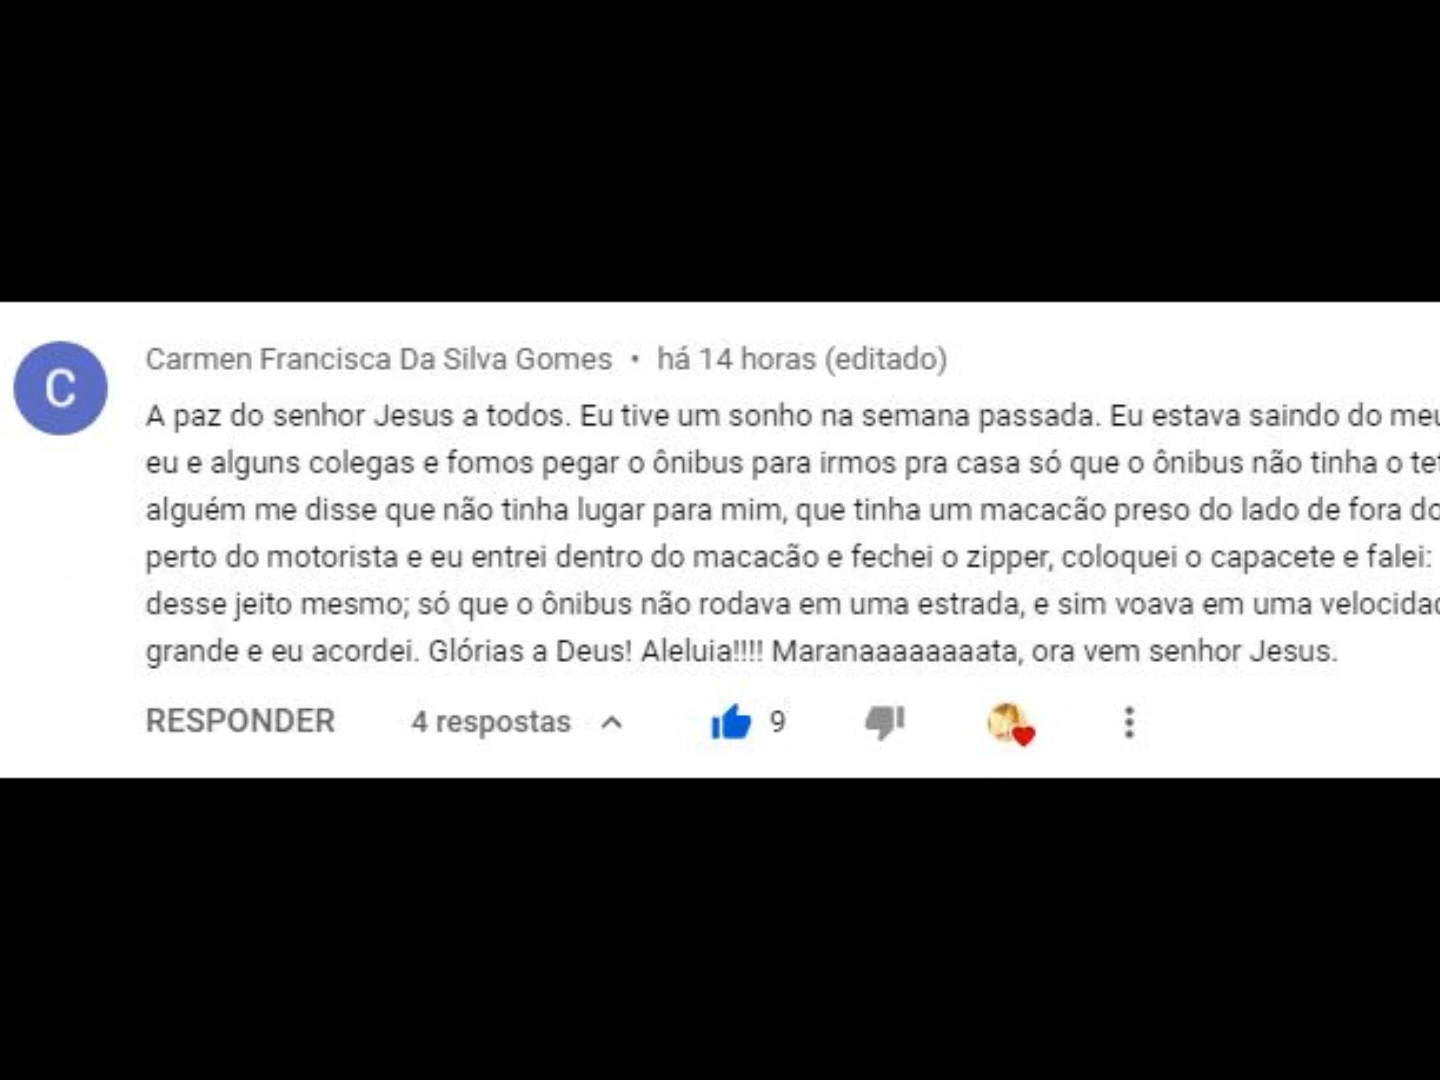 C
Carmen Francisca Da Silva Gomes • há 14 horas (editado)
A paz do senhor Jesus a todos. Eu tive um sonho na semana passada. Eu estava saindo do
eu e alguns colegas e fomos pegar o ônibus para irmos pra casa só que o ônibus não tinha o
alguém me disse que não tinha lugar para mim, que tinha um macacão preso do lado de fora
perto do motorista e eu entrei dentro do macacão e fechei o zipper, coloquei o capacete e falei:
desse jeito mesmo; só que o ônibus não rodava em uma estrada, e sim voava em uma
grande e eu acordei. Glórias a Deus! Aleluia!!!! Maranaaaaaaaata, ora vem senhor Jesus.
RESPONDER 4 respostas 9